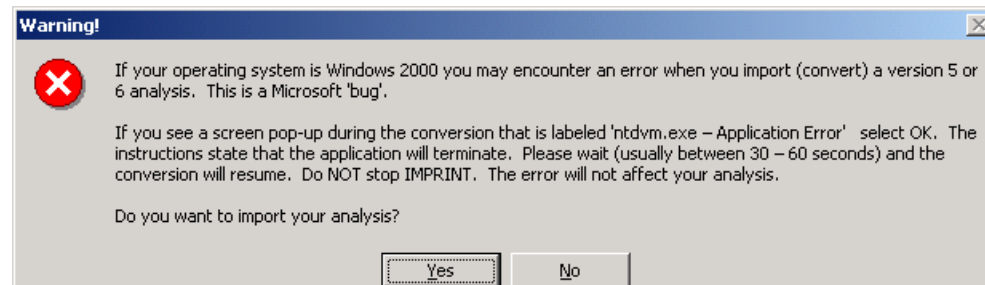 Warning!
If your operating system is Windows 2000 you may encounter an error when you import (convert) a version 5 or
6 analysis.  This is a Microsoft 'bug'.
If you see a screen pop-up during the conversion that is labeled 'ntdvm.exe – Application Error'   select OK.  The
instructions state that the application will terminate.  Please wait (usually between 30 – 60 seconds) and the
conversion will resume.  Do NOT stop IMPRINT.  The error will not affect your analysis.
Do you want to import your analysis?
Yes No